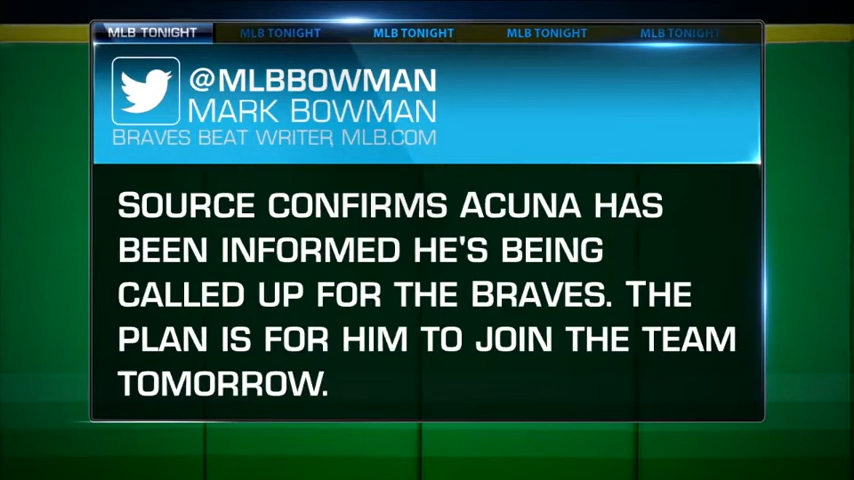 MLB TONIGHT MLB TONIGHT MLB TONIGHT MLB TONIGHT MLB TONIGHT
@MLBBOWMAN
MARK BOWMAN
BRAVES BEAT WRITER, MLB.COM
SOURCE CONFIRMS ACUNA HAS
BEEN INFORMED HE'S BEING
CALLED UP FOR THE BRAVES. THE
PLAN IS FOR HIM TO JOIN THE TEAM
TOMORROW.